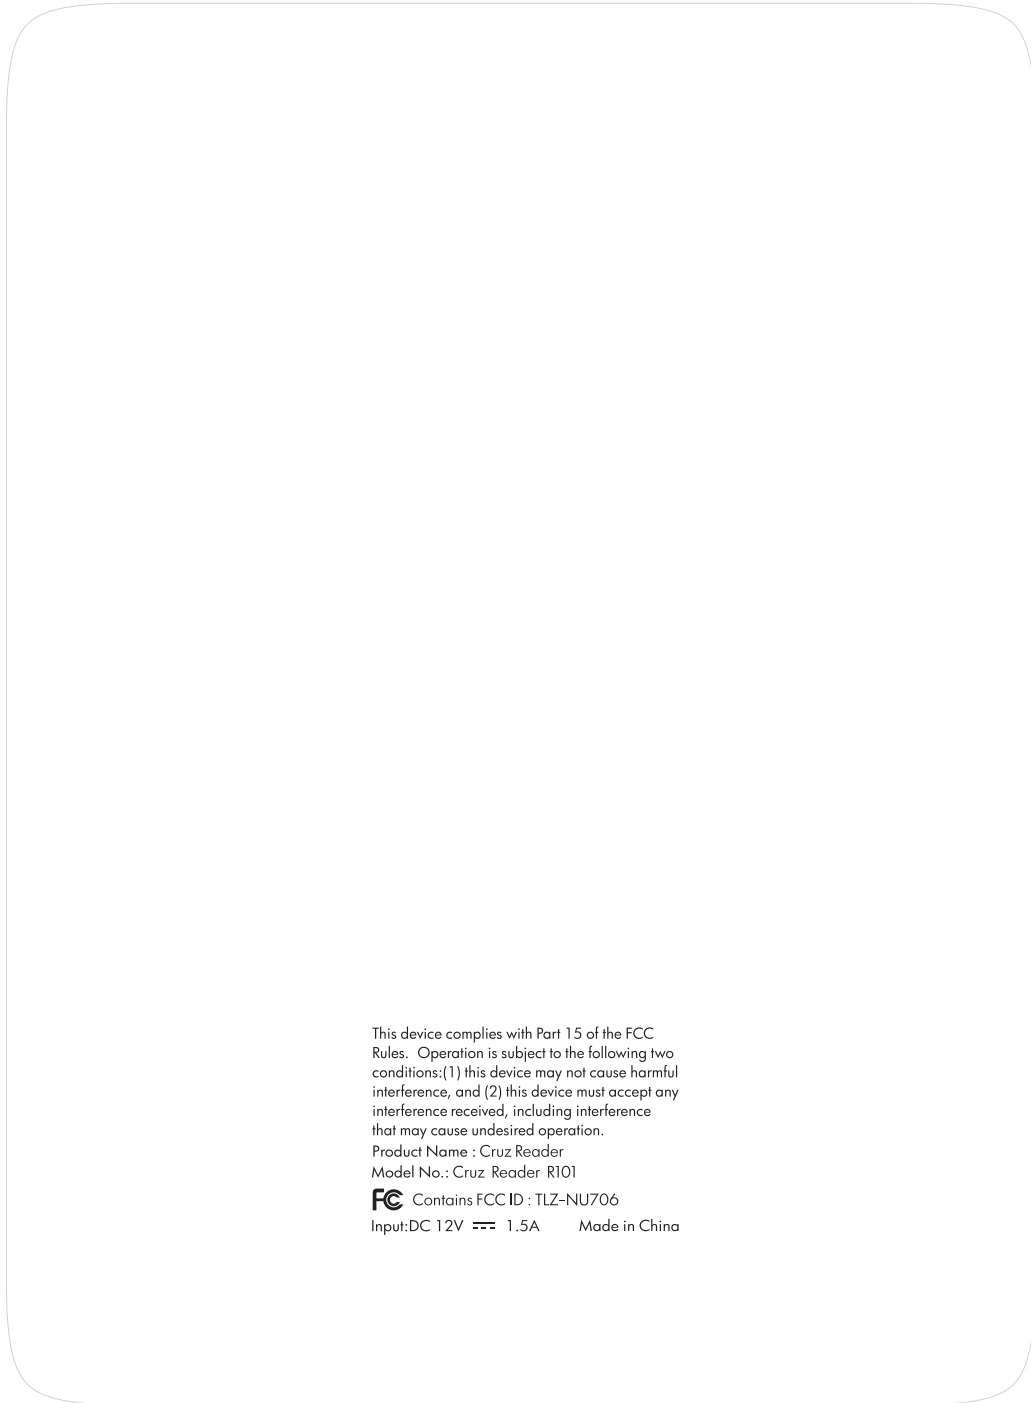 This device complies with Part 15 of the FCC
Rules.  Operation is subject to the following two
conditions:(1) this device may not cause harmful
interference, and (2) this device must accept any
interference received, including interference
that may cause undesired operation.
Product Name : Cruz Reader
Model No.: Cruz  Reader  R101
FC Contains FCC ID : TLZ-NU706
Input:DC 12V 1.5A Made in China